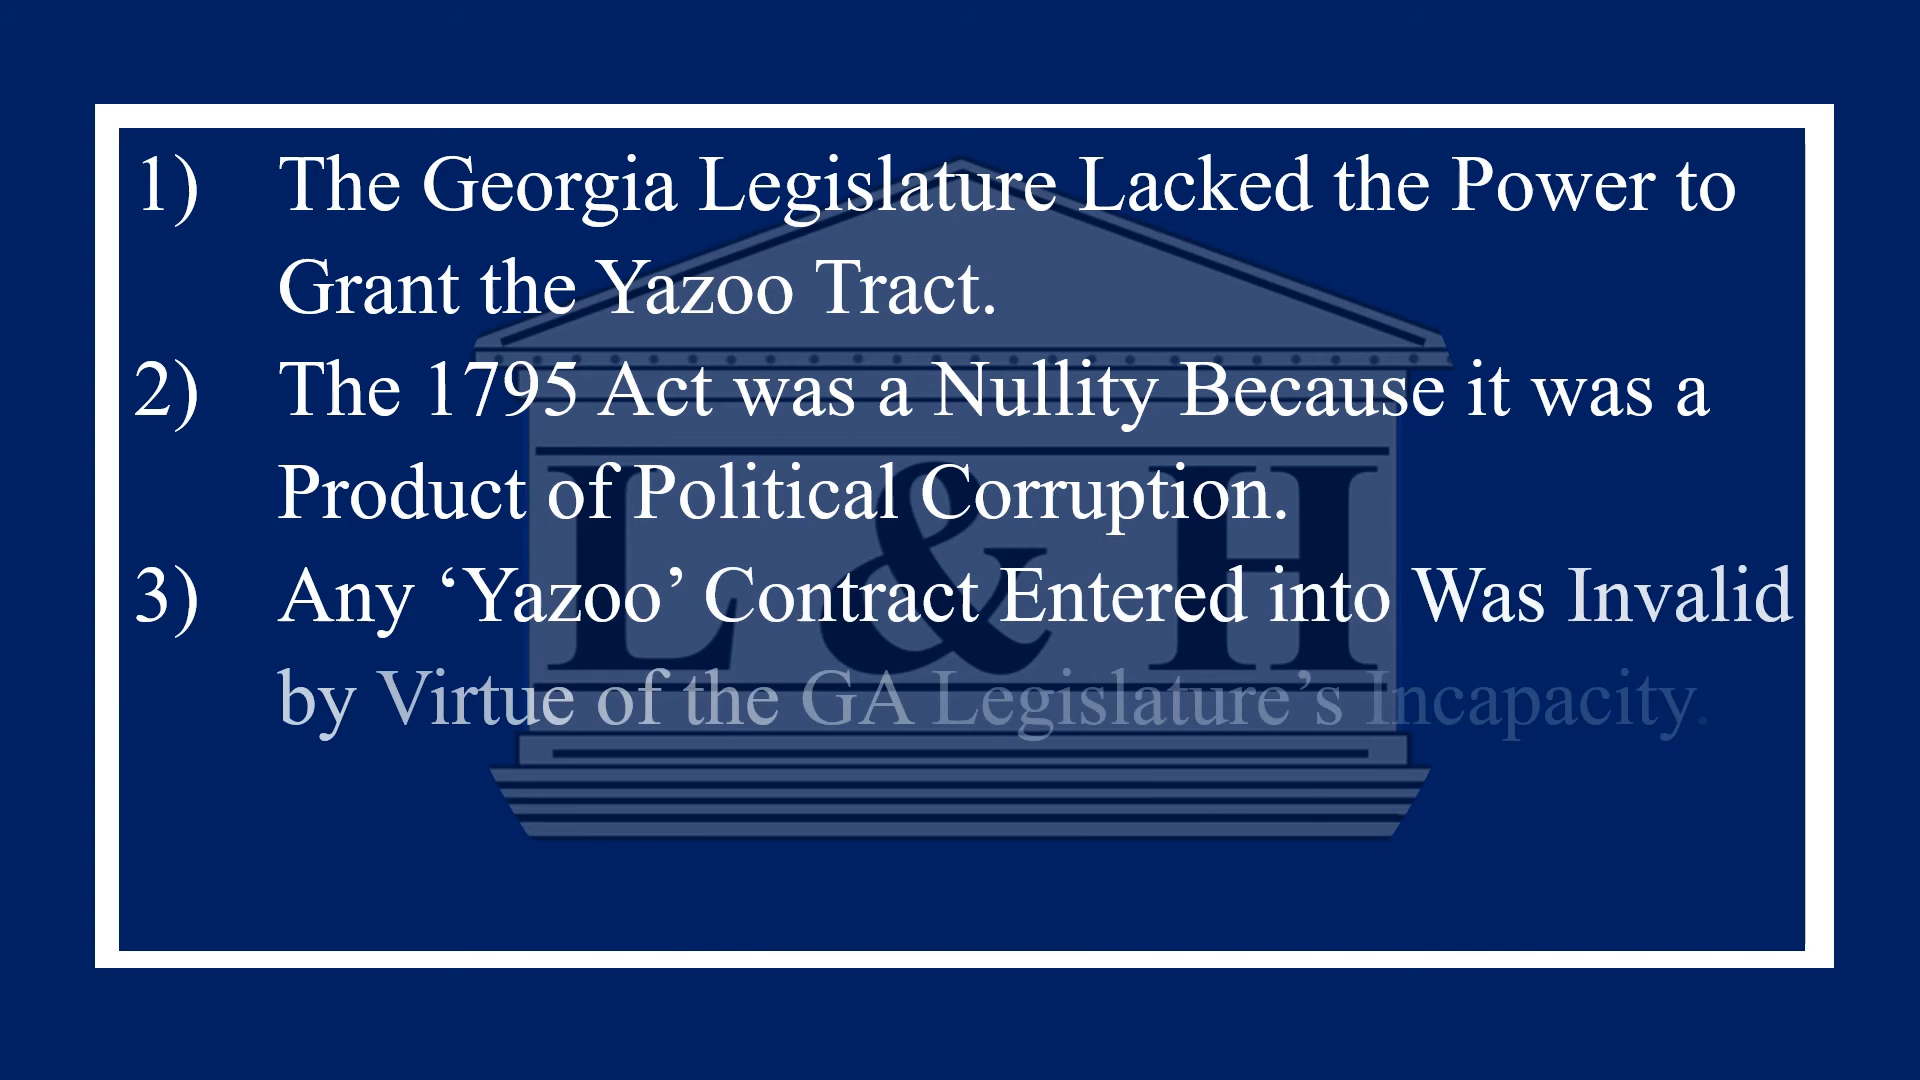 1) The Georgia Legislature Lacked the Power to
Grant the Yazoo Tract.
2) The 1795 Act was a Nullity Because it was a
Product of Political Corruption.
3) Any ‘Yazoo’ Contract Entered into Was Invalid
by Virtue of the GA Legislature’s Incapacity.
L & H